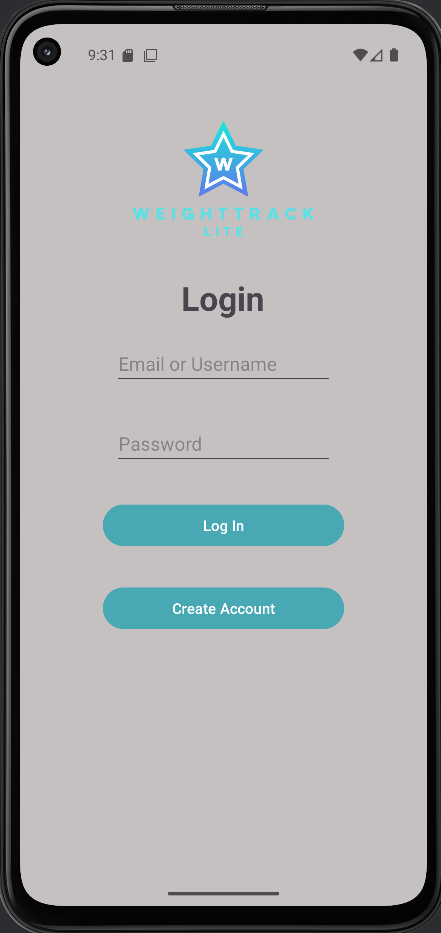 9:31
W
WEIGHTTRACK
LITE
Login
Email or Username
Password
Log In
Create Account